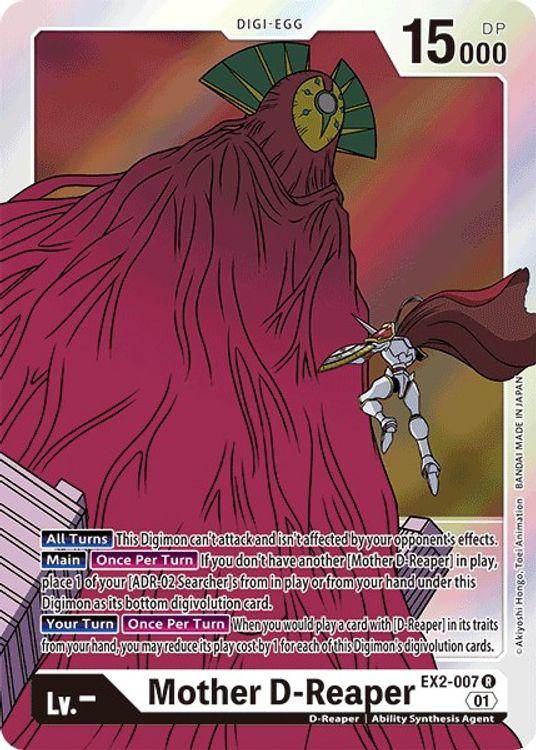 DIGI-EGG
DP
15000
All Turns This Digimon can't attack and isn't affected by your opponent's effects.
Main Once Per Turn If you don't have another [Mother D-Reaper] in play,
place 1 of your [ADR-02 Searcher]s from in play or from your hand under this
Digimon as its bottom digivolution card.
Your Turn Once Per Turn When you would play a card with [D-Reaper] in its traits
from your hand, you may reduce its play cost by 1 for each of this Digimon's digivolution cards.
©Akiyoshi Hongo, Toei Animation BANDAI MADE IN JAPAN
Lv.-
Mother D-Reaper
EX2-007 R
01
D-Reaper | Ability Synthesis Agent